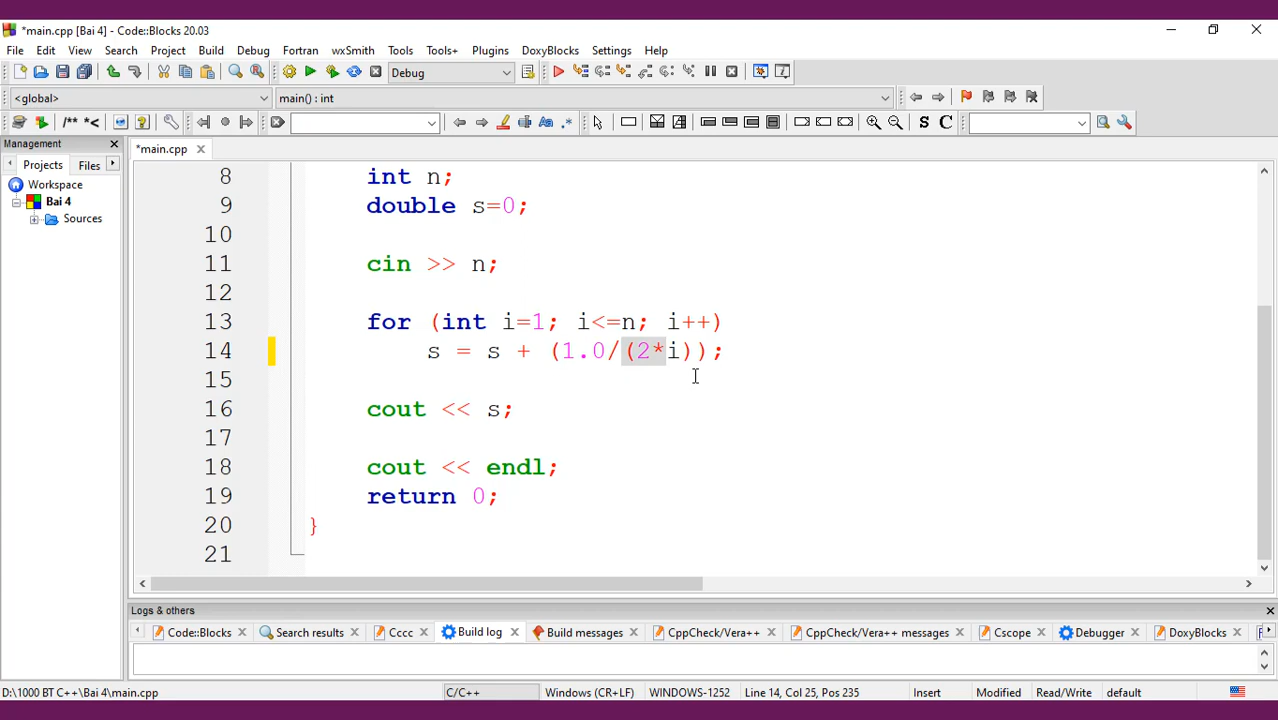 *main.cpp [Bai 4] - Code::Blocks 20.03
File Edit View Search Project Build Debug Fortran wxSmith Tools Tools+ Plugins DoxyBlocks Settings Help
Debug
<global> main() : int
/** *< Aa .* S C
Management
Projects Files
Workspace
Bai 4
Sources
*main.cpp
8 int n;
9 double s=0;
10
11 cin >> n;
12
13 for (int i=1; i<=n; i++)
14 s = s + (1.0/(2*i));
15
16 cout << s;
17
18 cout << endl;
19 return 0;
20 }
21
Logs & others
Code::Blocks Search results Cccc Build log Build messages CppCheck/Vera++ CppCheck/Vera++ messages Cscope Debugger DoxyBlocks
D:\1000 BT C++\Bai 4\main.cpp C/C++ Windows (CR+LF) WINDOWS-1252 Line 14, Col 25, Pos 235 Insert Modified Read/Write default